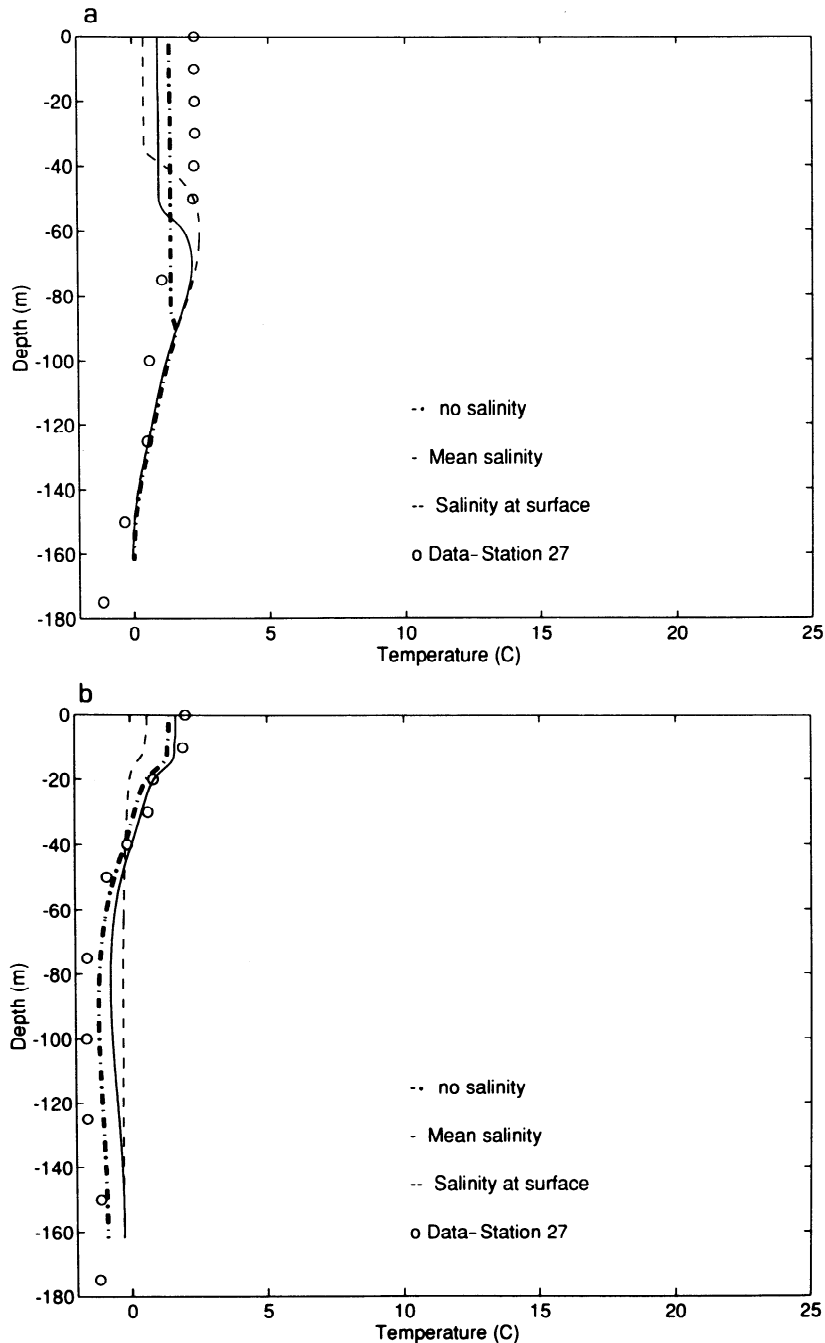 a
0
-20
-40
-60
-80
-100
-120
-140
-160
-180
Depth (m)
-· no salinity
- Mean salinity
-- Salinity at surface
o Data-Station 27
0
5
10
15
20
25
Temperature (C)
b
0
-20
-40
-60
-80
-100
-120
-140
-160
-180
Depth (m)
-· no salinity
- Mean salinity
-- Salinity at surface
o Data-Station 27
0
5
10
15
20
25
Temperature (C)